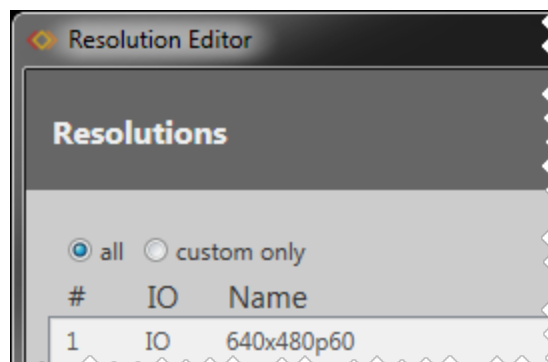 Resolution Editor
Resolutions
all custom only
# IO Name
1 IO 640x480p60